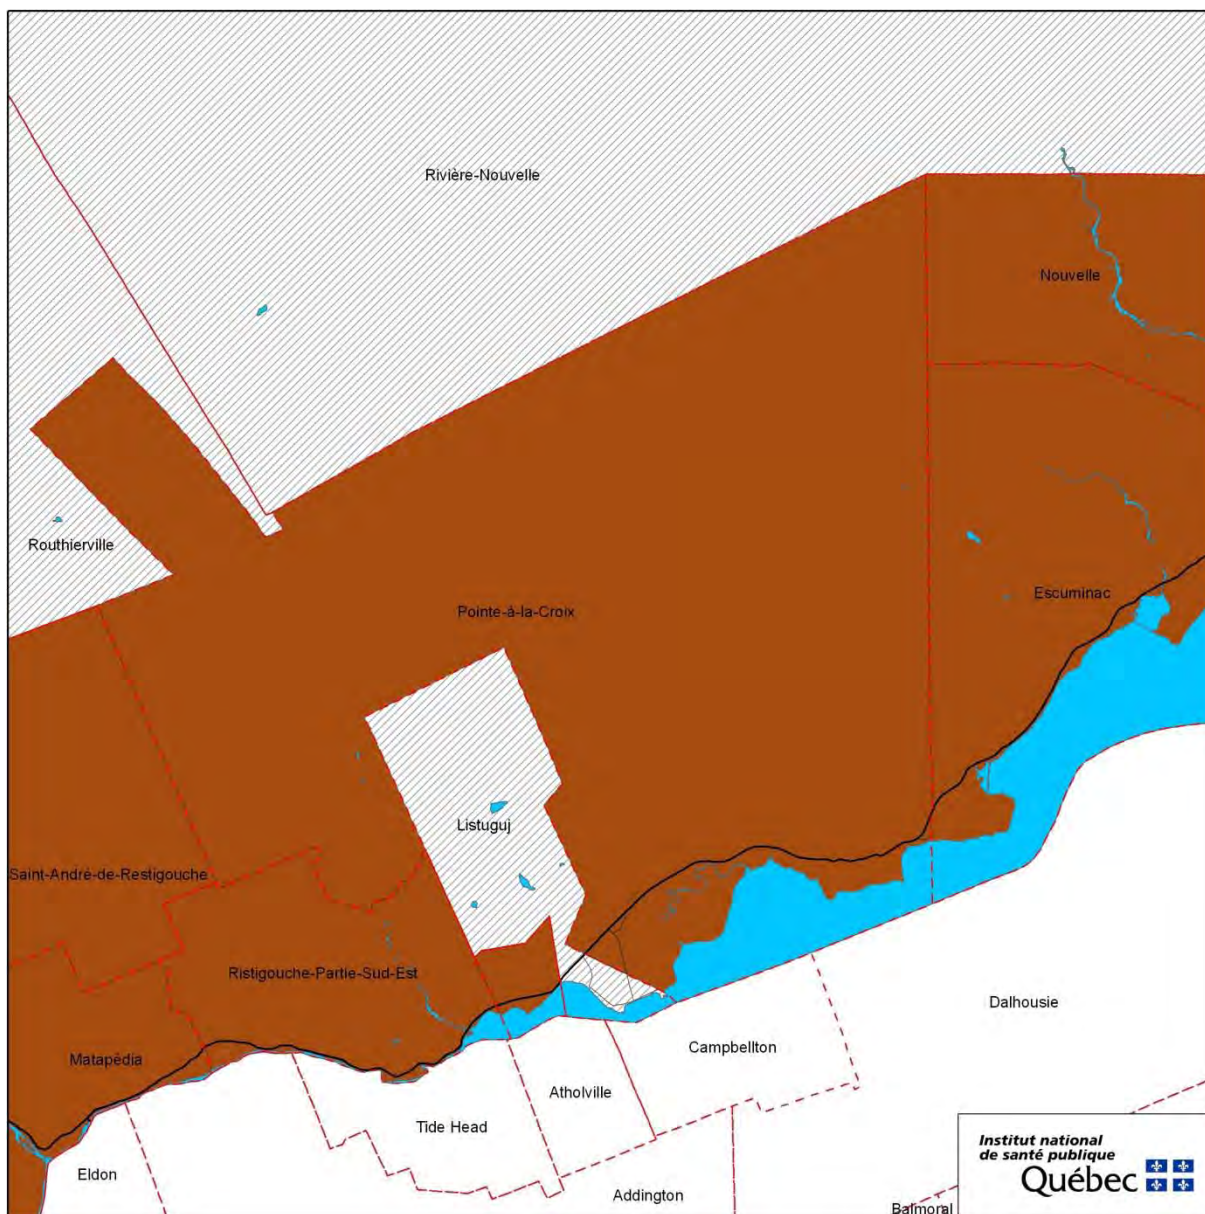 Rivière-Nouvelle
Nouvelle
Routhierville
Escuminac
Pointe-à-la-Croix
Listuguj
Saint-André-de-Restigouche
Ristigouche-Partie-Sud-Est
Dalhousie
Campbellton
Matapédia
Atholville
Tide Head
Eldon
Addington
Balmoral
Institut national
de santé publique
Québec